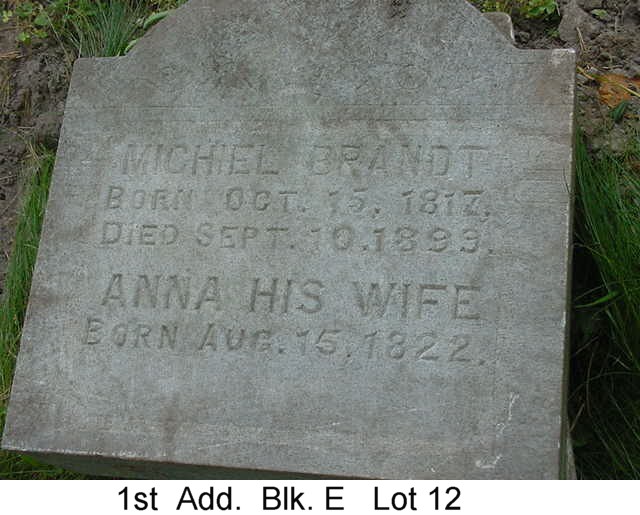 MICHIEL BRANDT
BORN OCT. 15, 1817.
DIED SEPT. 10. 1899.
ANNA HIS WIFE
BORN AUG. 15, 1822.
1st Add. Blk. E Lot 12